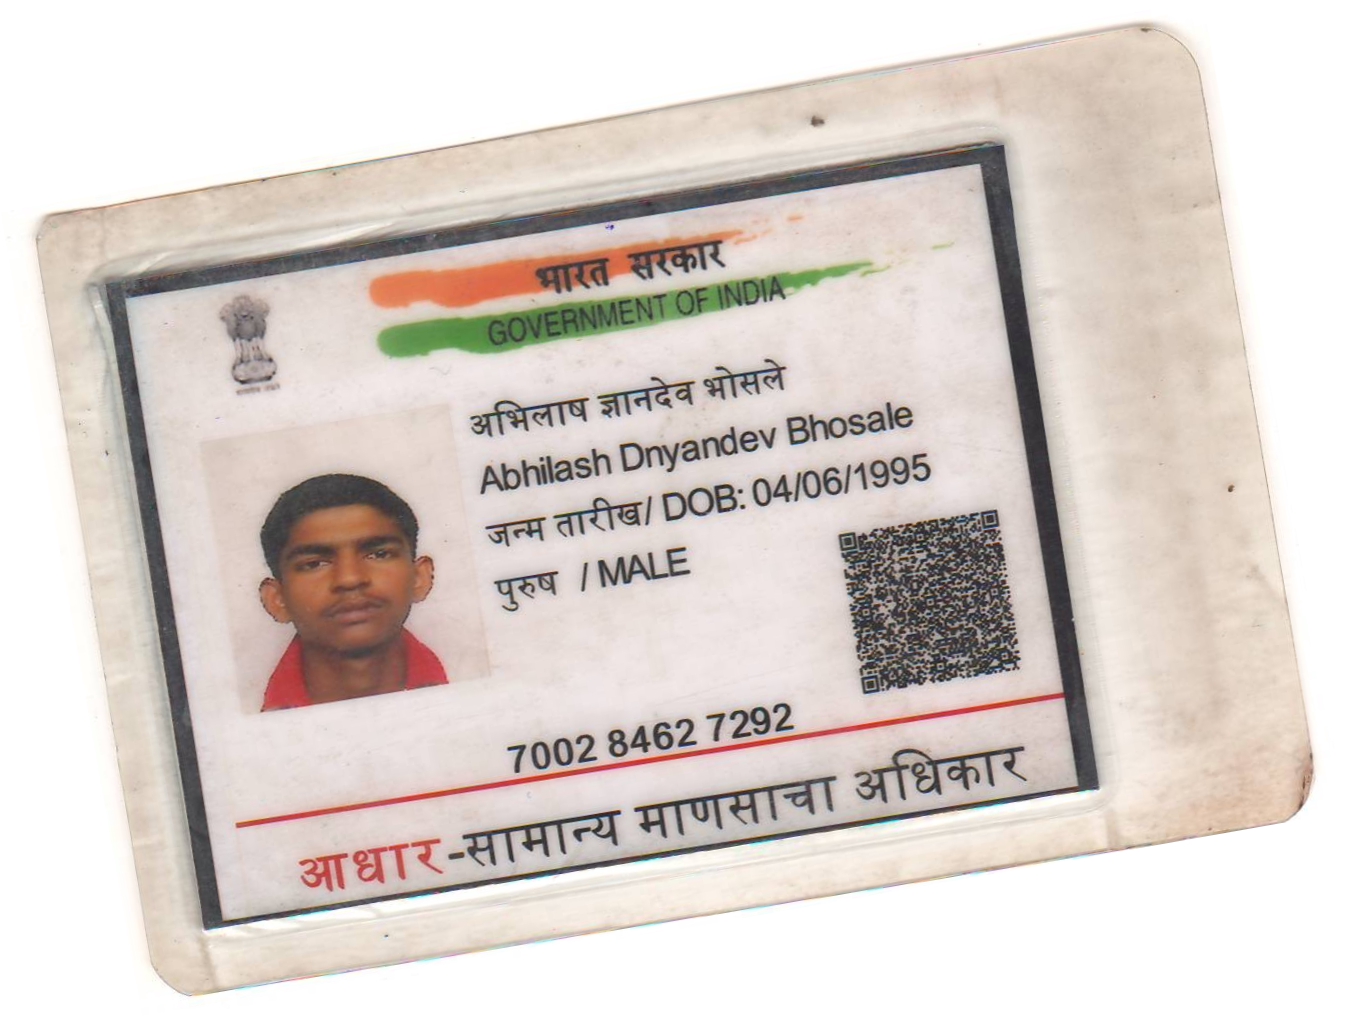 भारत सरकार
GOVERNMENT OF INDIA
अभिलाष ज्ञानदेव भोसले
Abhilash Dnyandev Bhosale
जन्म तारीख/ DOB: 04/06/1995
पुरुष / MALE
7002 8462 7292
आधार-सामान्य माणसाचा अधिकार